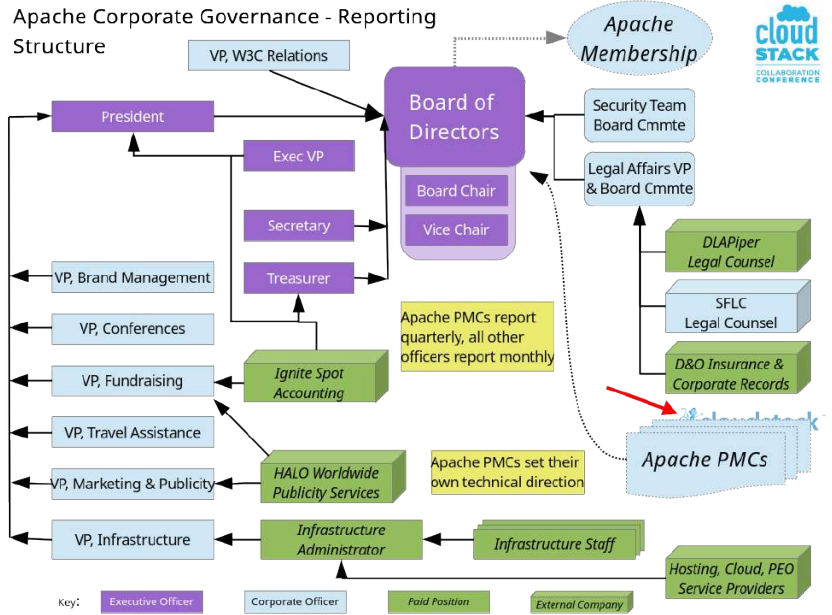 Apache Corporate Governance - Reporting
Structure
Apache
Membership
cloud
STACK
COLLABORATION
CONFERENCE
VP, W3C Relations
Board of
Directors
Security Team
Board Cmmte
President
Exec VP
Legal Affairs VP
& Board Cmmte
Board Chair
Secretary
Vice Chair
DLAPiper
Legal Counsel
Treasurer
VP, Brand Management
SFLC
Legal Counsel
Apache PMCs report
quarterly, all other
officers report monthly
VP, Conferences
D&O Insurance &
Corporate Records
Ignite Spot
Accounting
VP, Fundraising
cloudstack
VP, Travel Assistance
Apache PMCs
Apache PMCs set their
own technical direction
HALO Worldwide
Publicity Services
VP, Marketing & Publicity
Infrastructure
Administrator
VP, Infrastructure
Infrastructure Staff
Hosting, Cloud, PEO
Service Providers
Key:
Executive Officer
Corporate Officer
Paid Position
External Company